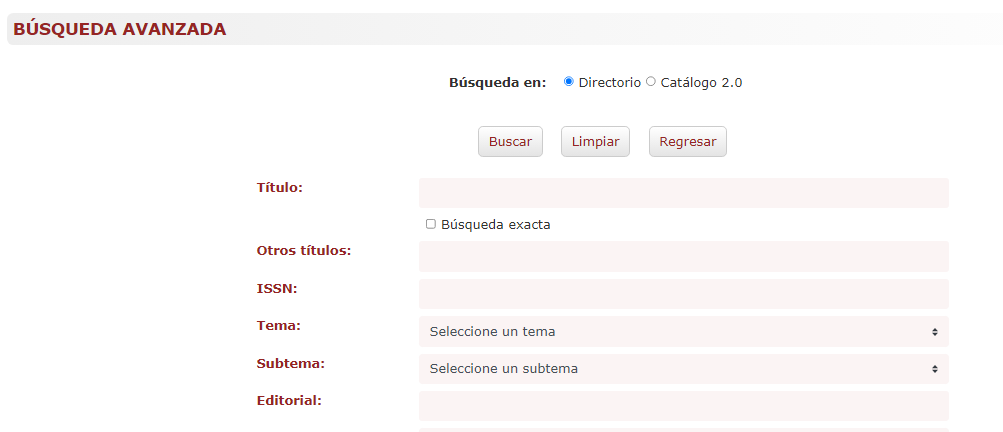 BÚSQUEDA AVANZADA
Búsqueda en: Directorio Catálogo 2.0
Buscar Limpiar Regresar
Título:
Búsqueda exacta
Otros títulos:
ISSN:
Tema: Seleccione un tema
Subtema: Seleccione un subtema
Editorial: